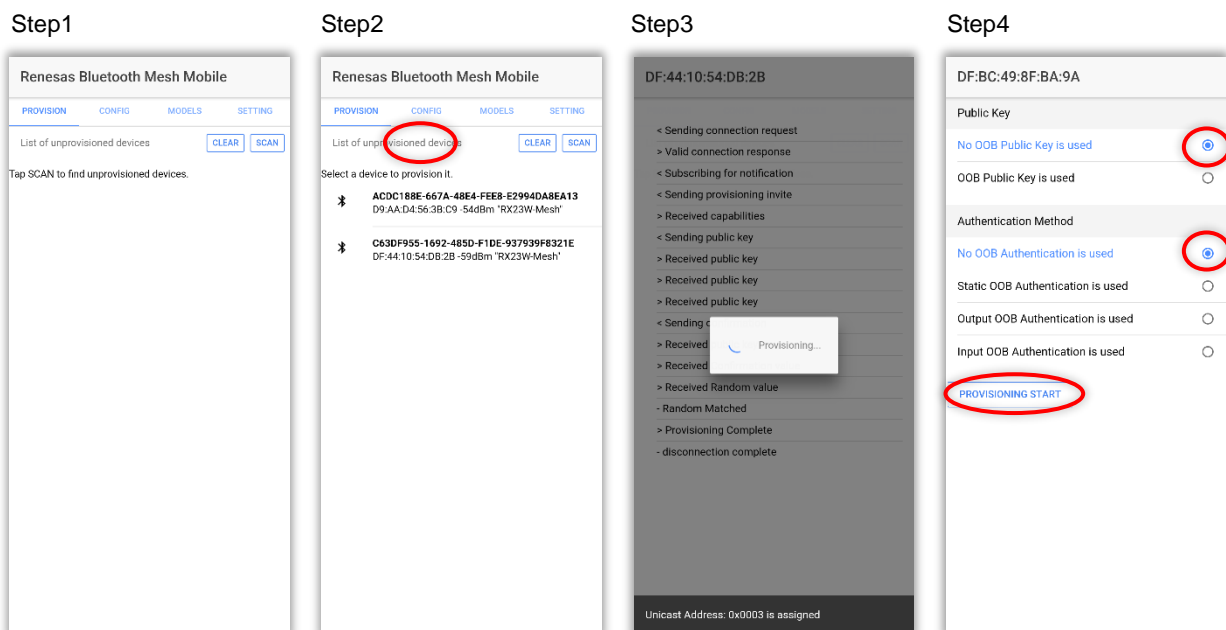 Step1
Renesas Bluetooth Mesh Mobile
PROVISION CONFIG MODELS SETTING
List of unprovisioned devices CLEAR SCAN
Tap SCAN to find unprovisioned devices.
Step2
Renesas Bluetooth Mesh Mobile
PROVISION CONFIG MODELS SETTING
List of unprovisioned devices CLEAR SCAN
Select a device to provision it.
ACDC188E-667A-48E4-FEE8-E2994DA8EA13
D9:AA:D4:56:3B:C9 -54dBm "RX23W-Mesh"
C63DF955-1692-485D-F1DE-937939F8321E
DF:44:10:54:DB:2B -59dBm "RX23W-Mesh"
Step3
DF:44:10:54:DB:2B
< Sending connection request
> Valid connection response
< Subscribing for notification
< Sending provisioning invite
> Received capabilities
< Sending public key
> Received public key
> Received public key
> Received public key
< Sending
> Received
Provisioning...
> Received
> Received Random value
- Random Matched
> Provisioning Complete
- disconnection complete
Unicast Address: 0x0003 is assigned
Step4
DF:BC:49:8F:BA:9A
Public Key
No OOB Public Key is used
OOB Public Key is used
Authentication Method
No OOB Authentication is used
Static OOB Authentication is used
Output OOB Authentication is used
Input OOB Authentication is used
PROVISIONING START